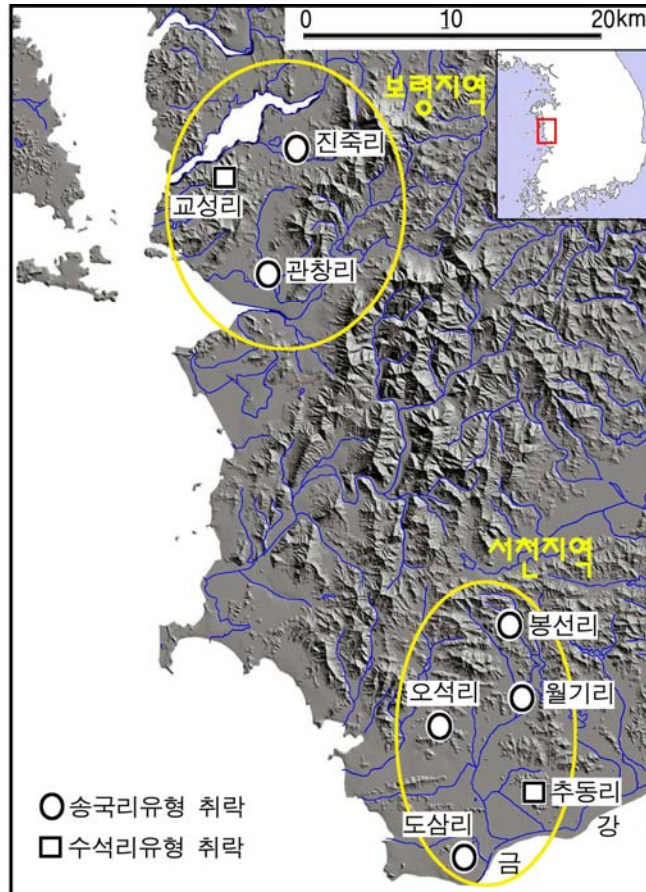 0 10 20km
보령지역
진죽리
교성리
관창리
서천지역
봉선리
오석리
월기리
추동리
강
도삼리
금
송국리유형 취락
수석리유형 취락